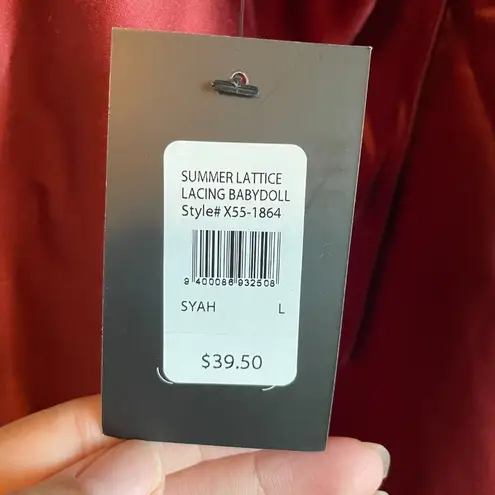 SUMMER LATTICE
LACING BABYDOLL
Style# X55-1864
9 400086 932508
SYAH L
$39.50